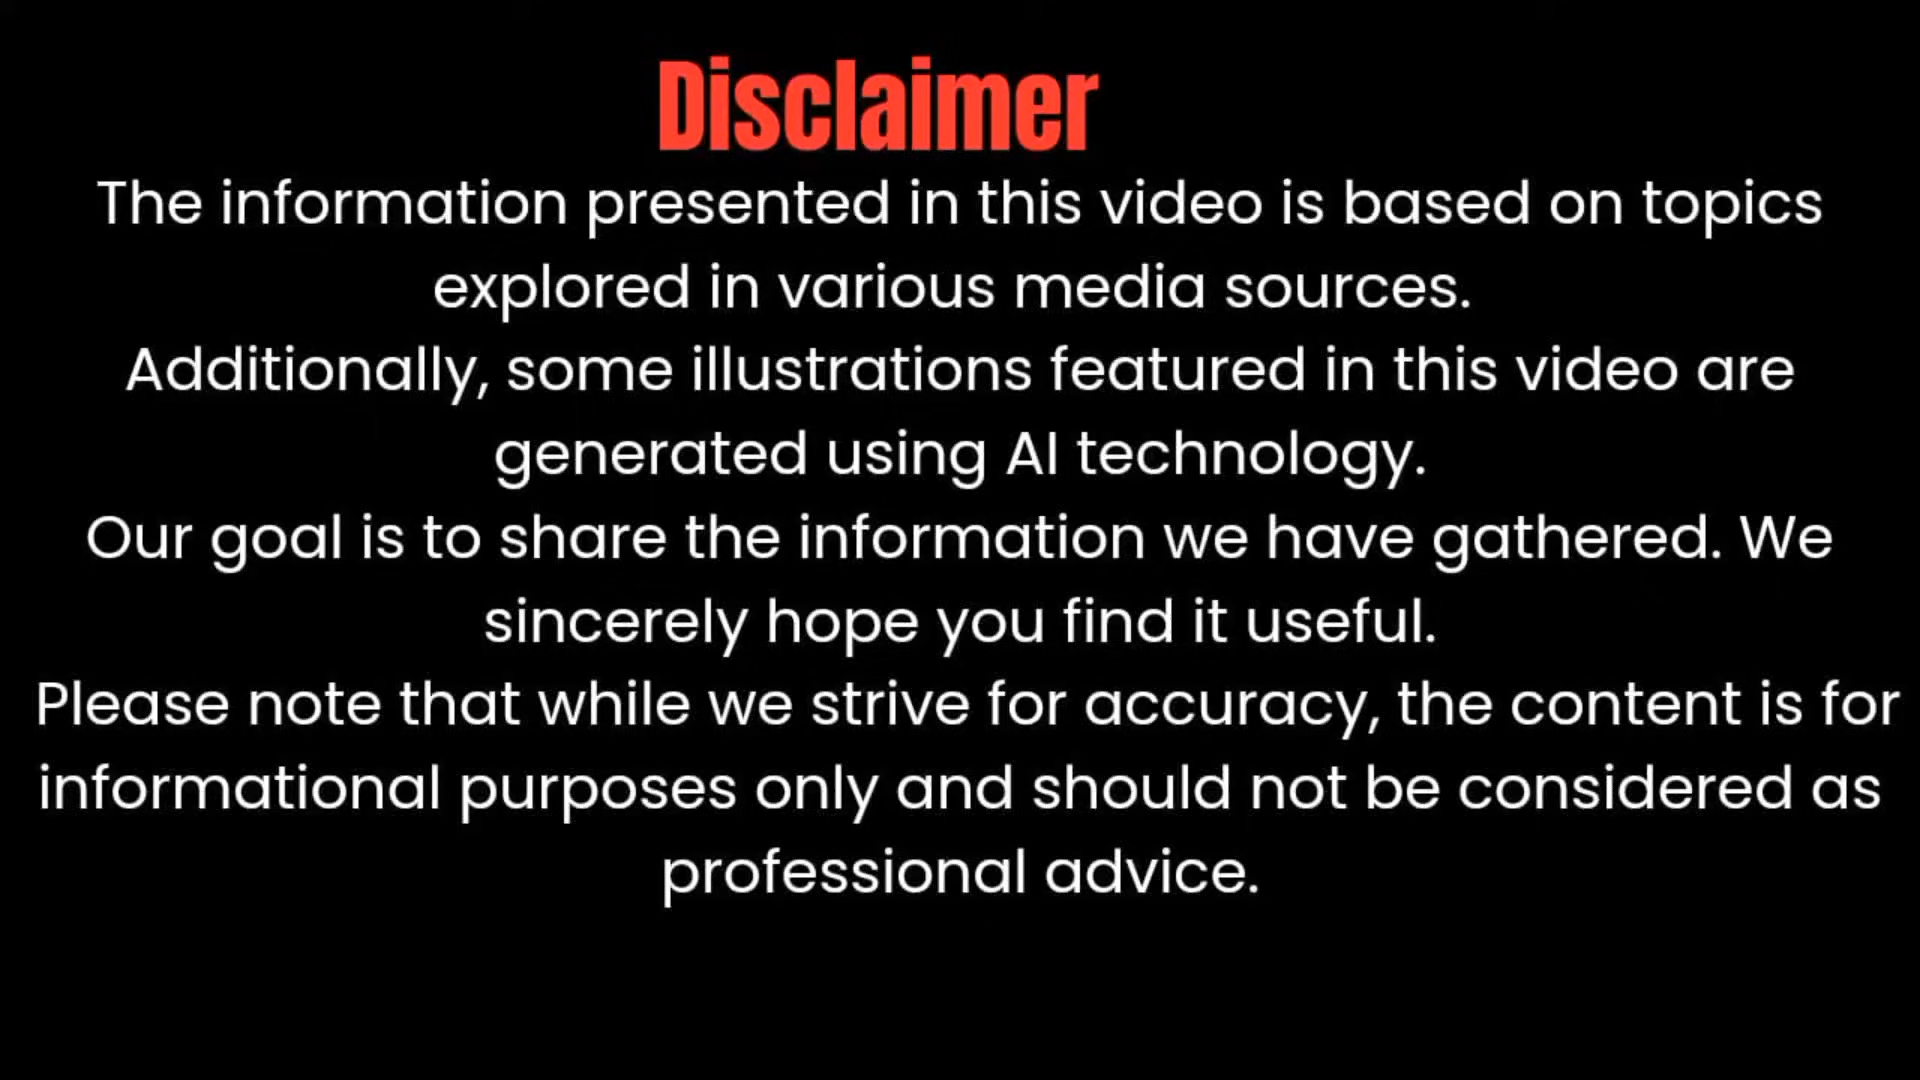 Disclaimer
The information presented in this video is based on topics
explored in various media sources.
Additionally, some illustrations featured in this video are
generated using AI technology.
Our goal is to share the information we have gathered. We
sincerely hope you find it useful.
Please note that while we strive for accuracy, the content is for
informational purposes only and should not be considered as
professional advice.